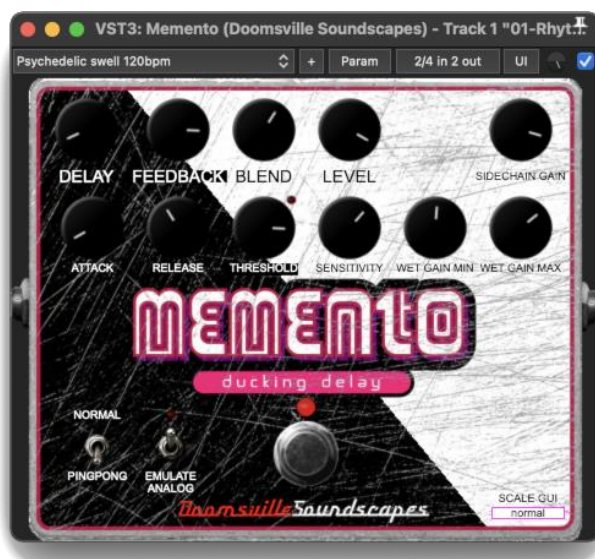 VST3: Memento (Doomsville Soundscapes) - Track 1 "01-Rhyt...
Psychedelic swell 120bpm + Param 2/4 in 2 out UI
DELAY FEEDBACK BLEND LEVEL SIDECHAIN GAIN
ATTACK RELEASE THRESHOLD SENSITIVITY WET GAIN MIN WET GAIN MAX
MEMENTO
ducking delay
NORMAL
PINGPONG EMULATE
ANALOG
Doomsville Soundscapes
SCALE GUI
normal